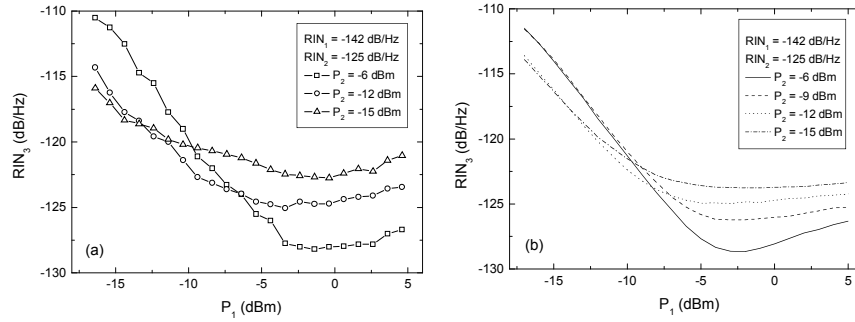 -110
-115
-120
-125
-130
RIN₃ (dB/Hz)
RIN₁ = -142 dB/Hz
RIN₂ = -125 dB/Hz
P₂ = -6 dBm
P₂ = -12 dBm
P₂ = -15 dBm
(a)
-15 -10 -5 0 5
P₁ (dBm)
-110
-115
-120
-125
-130
RIN₃ (dB/Hz)
RIN₁ = -142 dB/Hz
RIN₂ = -125 dB/Hz
P₂ = -6 dBm
P₂ = -9 dBm
P₂ = -12 dBm
P₂ = -15 dBm
(b)
-15 -10 -5 0 5
P₁ (dBm)